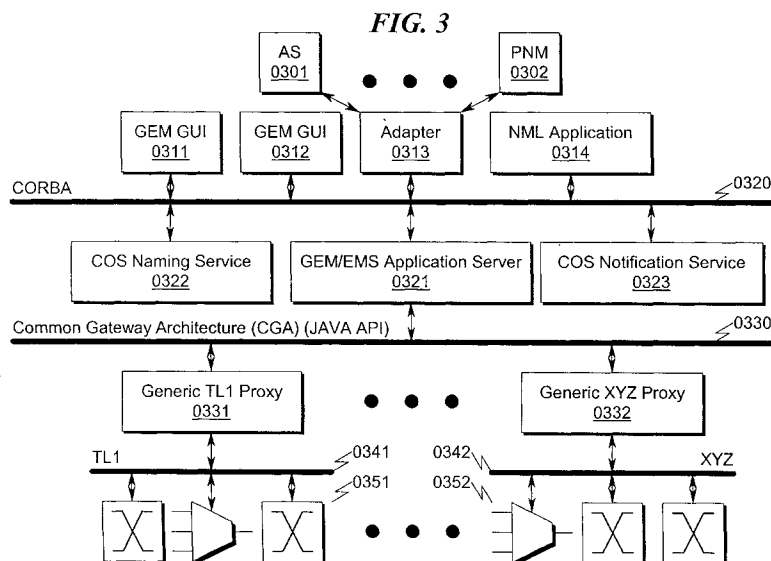 FIG. 3
AS
0301
PNM
0302
GEM GUI
0311
GEM GUI
0312
Adapter
0313
NML Application
0314
CORBA
0320
COS Naming Service
0322
GEM/EMS Application Server
0321
COS Notification Service
0323
Common Gateway Architecture (CGA) (JAVA API)
0330
Generic TL1 Proxy
0331
Generic XYZ Proxy
0332
TL1
0341
0342
XYZ
0351
0352